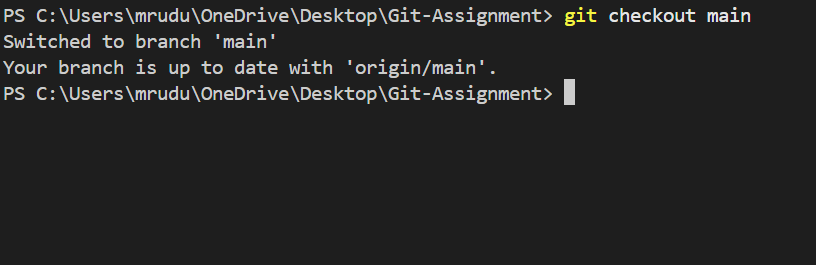 PS C:\Users\mrudu\OneDrive\Desktop\Git-Assignment> git checkout main
Switched to branch 'main'
Your branch is up to date with 'origin/main'.
PS C:\Users\mrudu\OneDrive\Desktop\Git-Assignment>